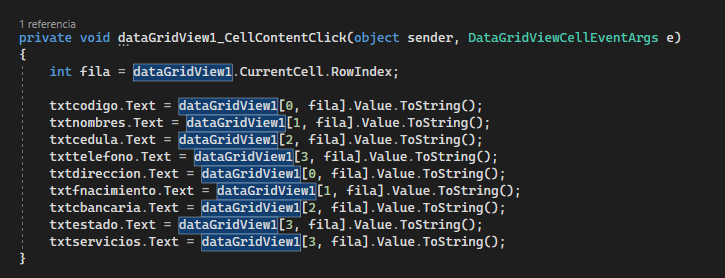 1 referencia
private void dataGridView1_CellContentClick(object sender, DataGridViewCellEventArgs e)
{
int fila = dataGridView1.CurrentCell.RowIndex;
txtcodigo.Text = dataGridView1[0, fila].Value.ToString();
txtnombres.Text = dataGridView1[1, fila].Value.ToString();
txtcedula.Text = dataGridView1[2, fila].Value.ToString();
txttelefono.Text = dataGridView1[3, fila].Value.ToString();
txtdireccion.Text = dataGridView1[0, fila].Value.ToString();
txtfnacimiento.Text = dataGridView1[1, fila].Value.ToString();
txtcbancaria.Text = dataGridView1[2, fila].Value.ToString();
txtestado.Text = dataGridView1[3, fila].Value.ToString();
txtservicios.Text = dataGridView1[3, fila].Value.ToString();
}